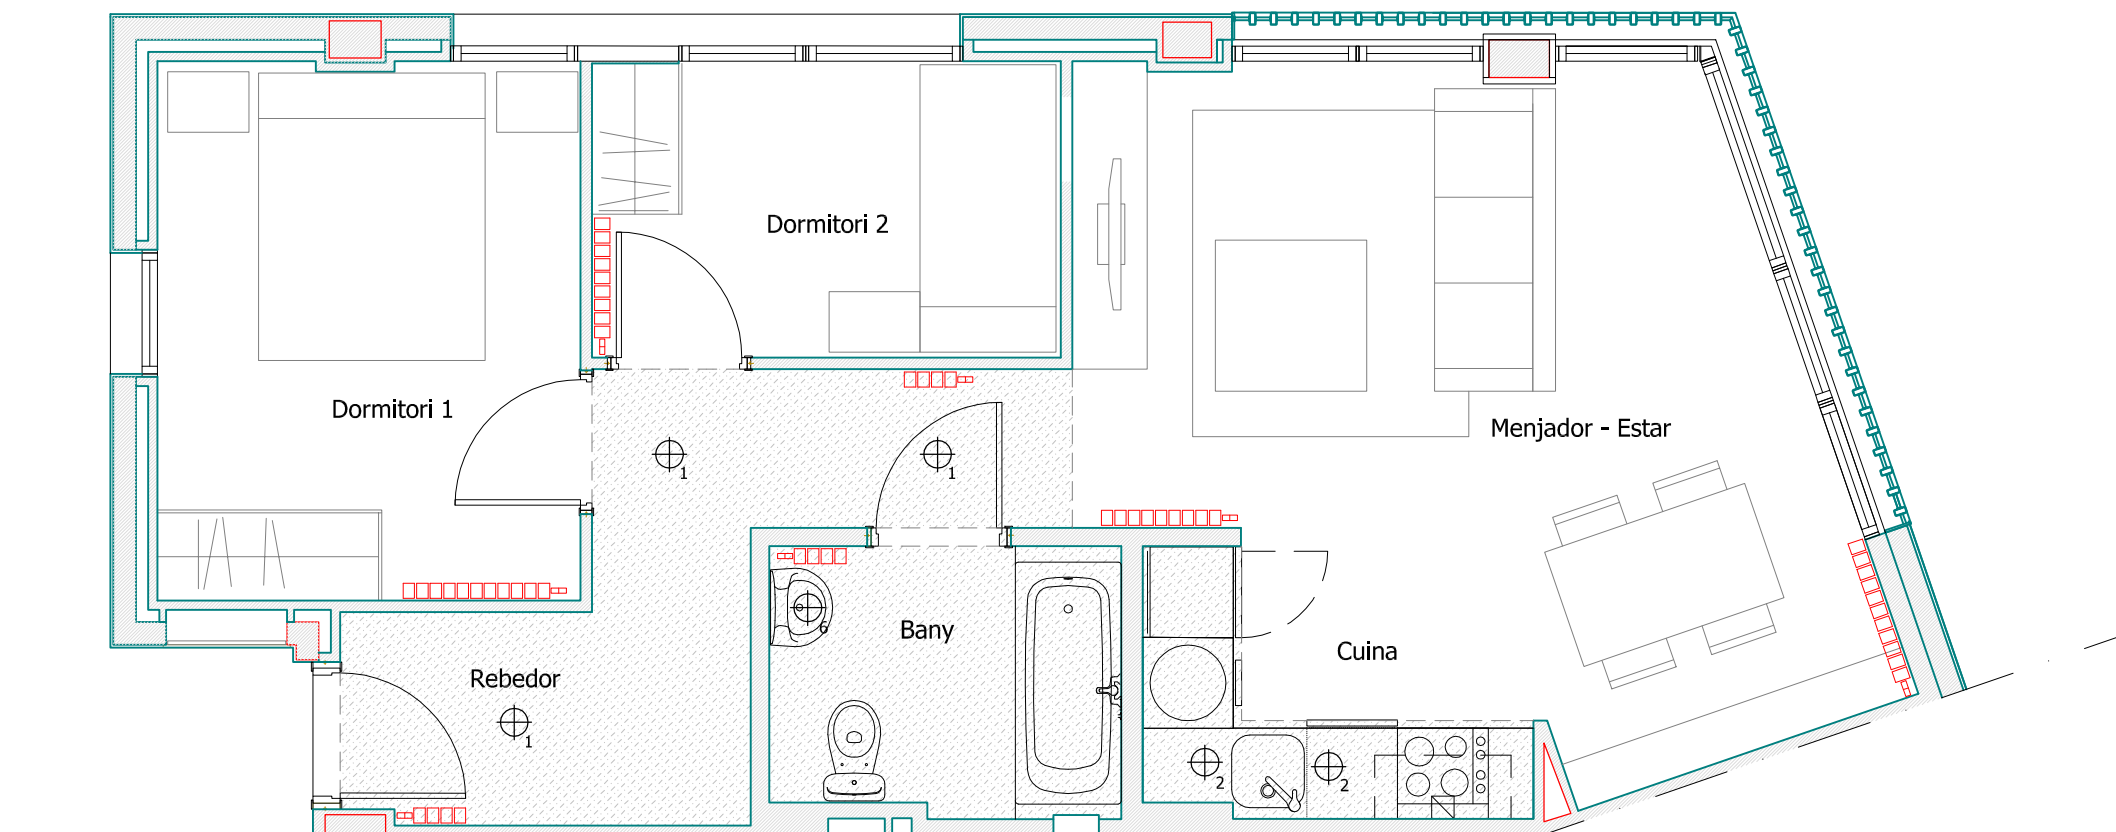 Dormitori 2
Dormitori 1
Menjador - Estar
1
1
6
Bany
Cuina
Rebedor
1
2
2